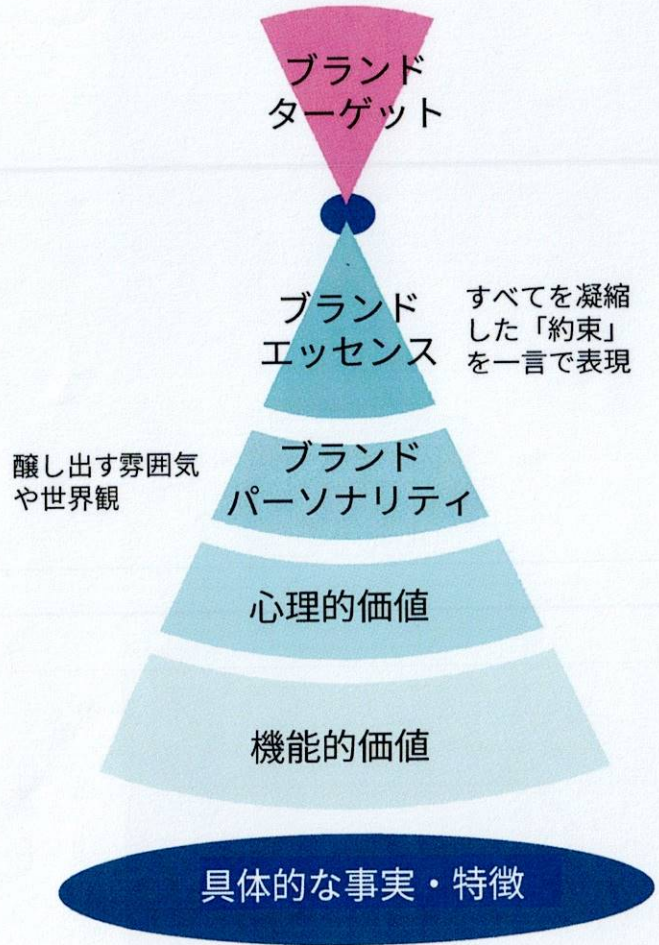 ブランド
ターゲット
ブランド
エッセンス
すべてを凝縮
した「約束」
を一言で表現
醸し出す雰囲気
や世界観
ブランド
パーソナリティ
心理的価値
機能的価値
具体的な事実・特徴